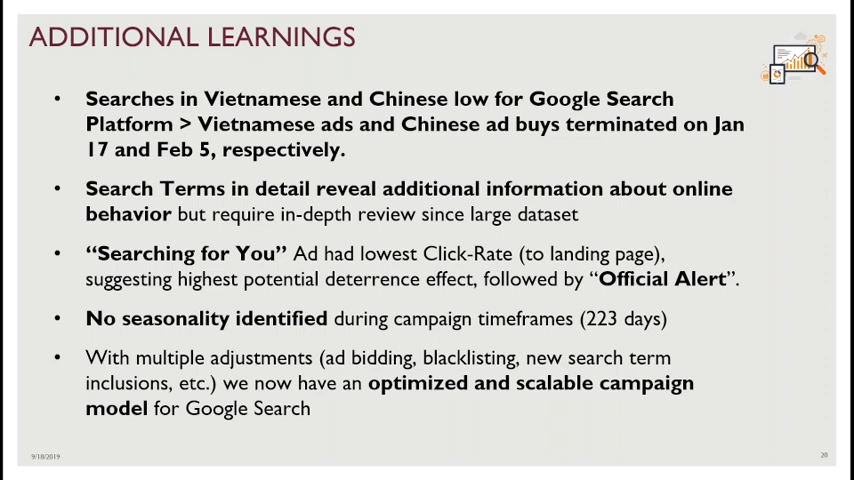 ADDITIONAL LEARNINGS
• Searches in Vietnamese and Chinese low for Google Search
Platform > Vietnamese ads and Chinese ad buys terminated on Jan
17 and Feb 5, respectively.
• Search Terms in detail reveal additional information about online
behavior but require in-depth review since large dataset
• “Searching for You” Ad had lowest Click-Rate (to landing page),
suggesting highest potential deterrence effect, followed by “Official Alert”.
• No seasonality identified during campaign timeframes (223 days)
• With multiple adjustments (ad bidding, blacklisting, new search term
inclusions, etc.) we now have an optimized and scalable campaign
model for Google Search
9/18/2019
20